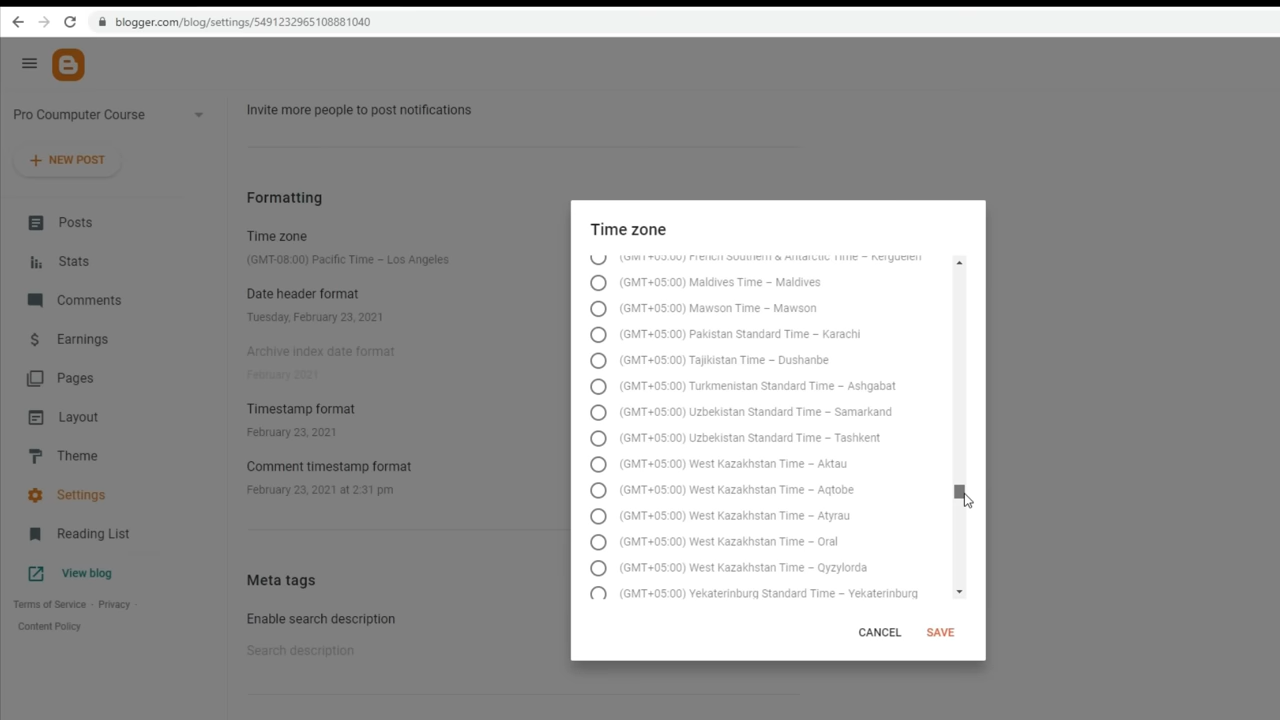 blogger.com/blog/settings/5491232965108881040
Pro Coumputer Course
NEW POST
Posts
Stats
Comments
Earnings
Pages
Layout
Theme
Settings
Reading List
View blog
Terms of Service · Privacy ·
Content Policy
Invite more people to post notifications
Formatting
Time zone
(GMT-08:00) Pacific Time – Los Angeles
Date header format
Tuesday, February 23, 2021
Archive index date format
February 2021
Timestamp format
February 23, 2021
Comment timestamp format
February 23, 2021 at 2:31 pm
Meta tags
Enable search description
Search description
Time zone
(GMT+05:00) French Southern & Antarctic Time – Kerguelen
(GMT+05:00) Maldives Time – Maldives
(GMT+05:00) Mawson Time – Mawson
(GMT+05:00) Pakistan Standard Time – Karachi
(GMT+05:00) Tajikistan Time – Dushanbe
(GMT+05:00) Turkmenistan Standard Time – Ashgabat
(GMT+05:00) Uzbekistan Standard Time – Samarkand
(GMT+05:00) Uzbekistan Standard Time – Tashkent
(GMT+05:00) West Kazakhstan Time – Aktau
(GMT+05:00) West Kazakhstan Time – Aqtobe
(GMT+05:00) West Kazakhstan Time – Atyrau
(GMT+05:00) West Kazakhstan Time – Oral
(GMT+05:00) West Kazakhstan Time – Qyzylorda
(GMT+05:00) Yekaterinburg Standard Time – Yekaterinburg
CANCEL
SAVE